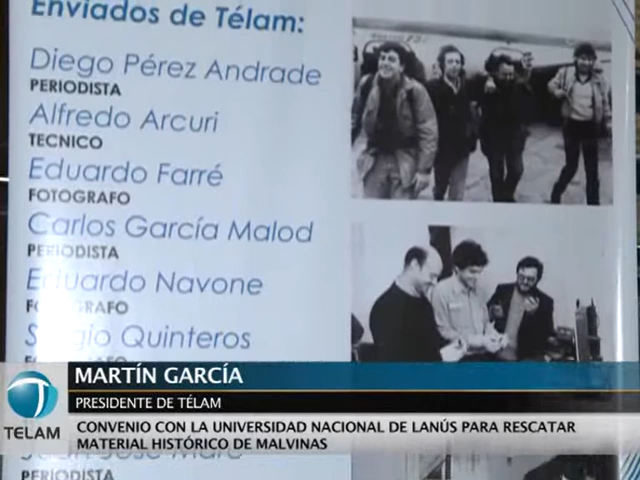 Enviados de Télam:
Diego Pérez Andrade
PERIODISTA
Alfredo Arcuri
TECNICO
Eduardo Farré
FOTOGRAFO
Carlos García Malod
PERIODISTA
Eduardo Navone
FOTOGRAFO
Sergio Quinteros
FOTOGRAFO
MARTÍN GARCÍA
PRESIDENTE DE TÉLAM
TELAM
CONVENIO CON LA UNIVERSIDAD NACIONAL DE LANÚS PARA RESCATAR
MATERIAL HISTÓRICO DE MALVINAS
PERIODISTA